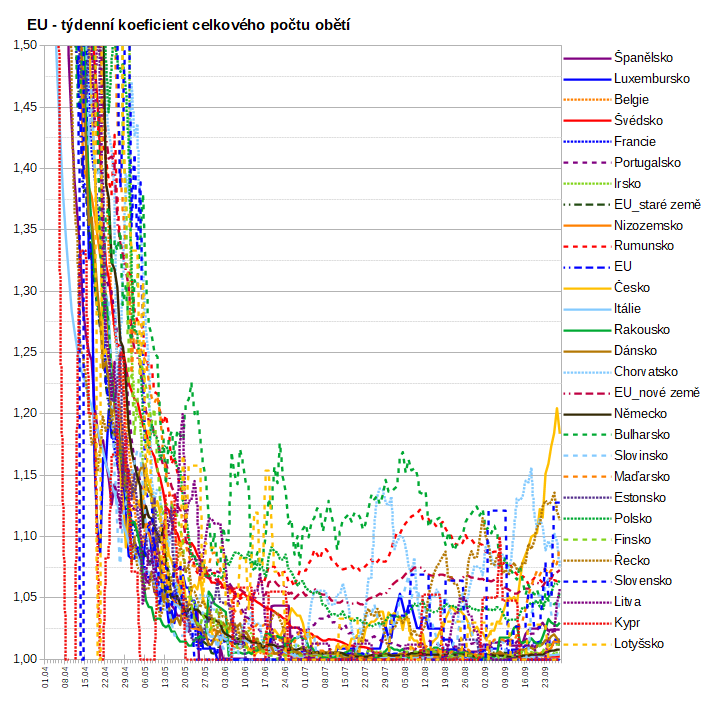 EU - týdenní koeficient celkového počtu obětí
1,50
1,45
1,40
1,35
1,30
1,25
1,20
1,15
1,10
1,05
1,00
01.04
08.04
15.04
22.04
29.04
06.05
13.05
20.05
27.05
03.06
10.06
17.06
24.06
01.07
08.07
15.07
22.07
29.07
05.08
12.08
19.08
26.08
02.09
09.09
16.09
23.09
Španělsko
Luxembursko
Belgie
Švédsko
Francie
Portugalsko
Irsko
EU_staré země
Nizozemsko
Rumunsko
EU
Česko
Itálie
Rakousko
Dánsko
Chorvatsko
EU_nové země
Německo
Bulharsko
Slovinsko
Maďarsko
Estonsko
Polsko
Finsko
Řecko
Slovensko
Litva
Kypr
Lotyšsko